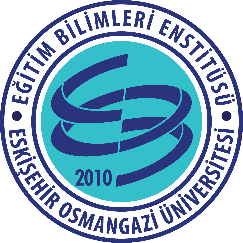 EĞİTİM BİLİMLERİ ENSTİTÜSÜ
ESKİŞEHİR OSMANGAZİ ÜNİVERSİTESİ
2010